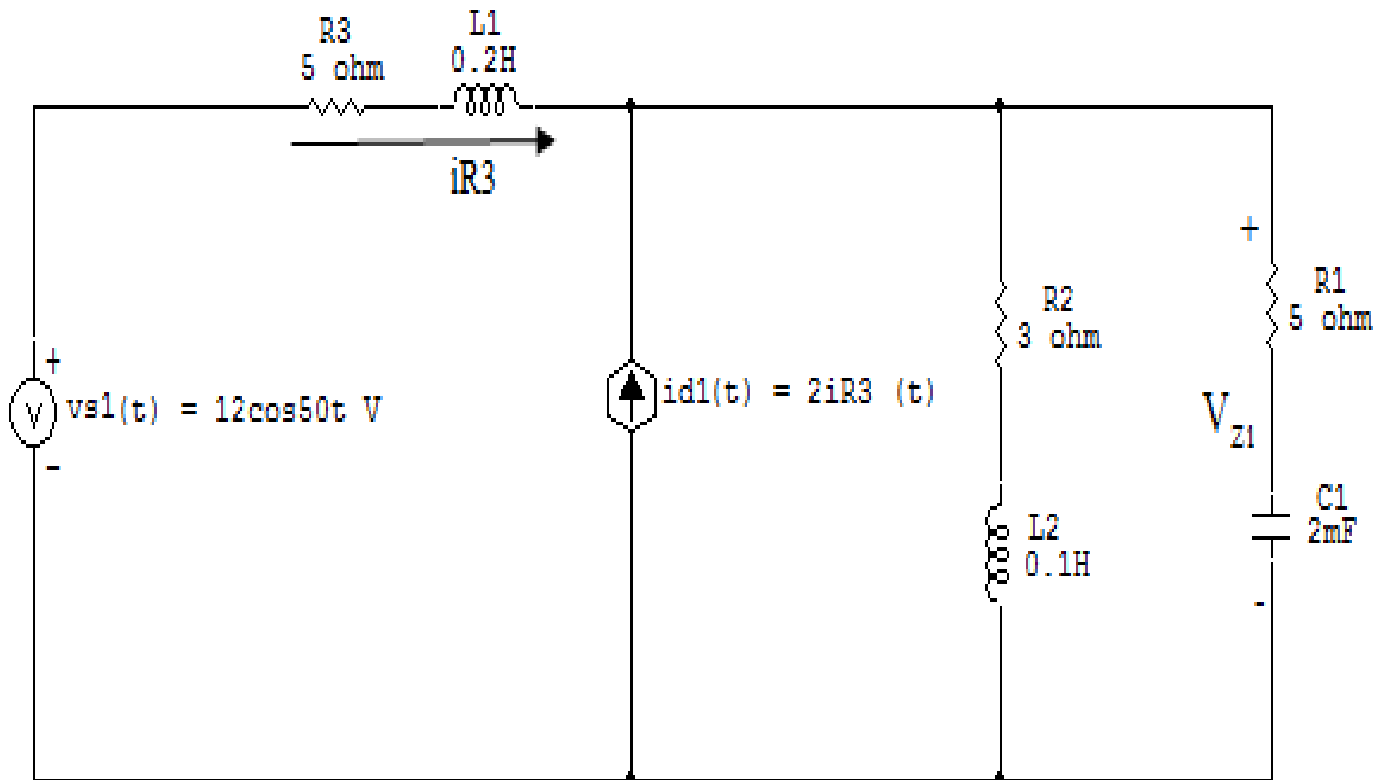 R3
5 ohm
L1
0.2H
iR3
+
vs1(t) = 12cos50t V
V
-
id1(t) = 2iR3 (t)
R2
3 ohm
L2
0.1H
+
R1
5 ohm
VZ1
C1
2mF
-